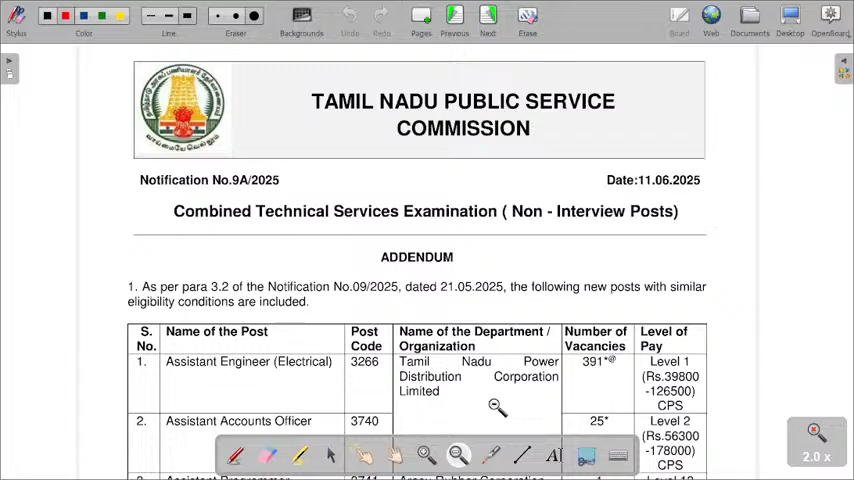 Stylus Color Line Eraser Backgrounds Undo Redo Pages Previous Next Erase Board Web Documents Desktop OpenBoard
TAMIL NADU PUBLIC SERVICE
COMMISSION
Notification No.9A/2025 Date:11.06.2025
Combined Technical Services Examination ( Non - Interview Posts)
ADDENDUM
1. As per para 3.2 of the Notification No.09/2025, dated 21.05.2025, the following new posts with similar
eligibility conditions are included.
S. Name of the Post Post Name of the Department / Number of Level of
No. Code Organization Vacancies Pay
1. Assistant Engineer (Electrical) 3266 Tamil Nadu Power 391*@ Level 1
Distribution Corporation (Rs.39800
Limited -126500)
CPS
2. Assistant Accounts Officer 3740 25* Level 2
(Rs.56300
-178000)
CPS
2.0 x